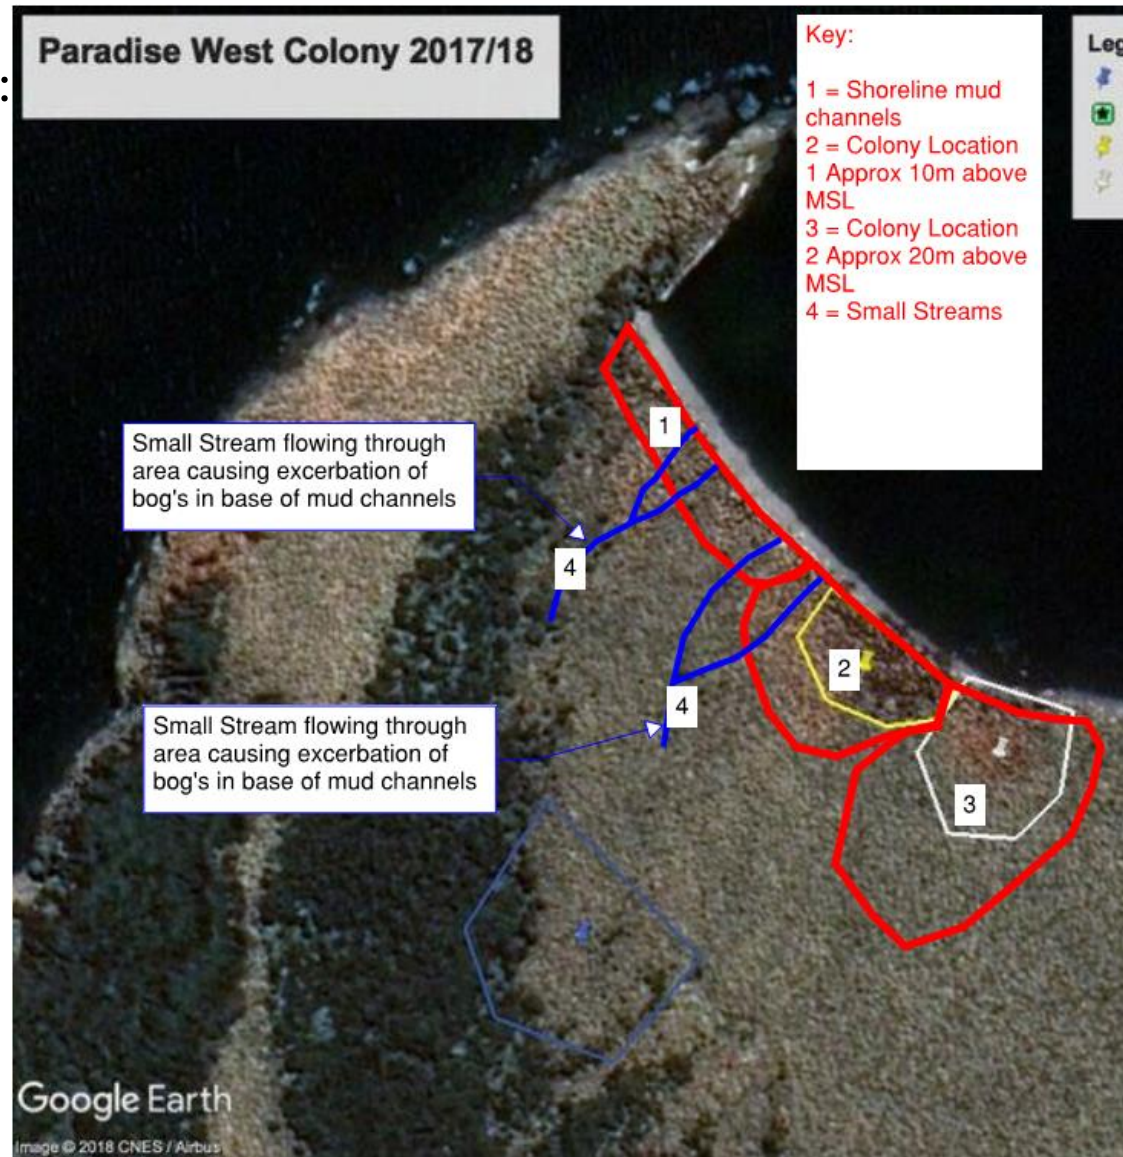 Paradise West Colony 2017/18
:
Key:
1 = Shoreline mud
channels
2 = Colony Location
1 Approx 10m above
MSL
3 = Colony Location
2 Approx 20m above
MSL
4 = Small Streams
Leg
1
Small Stream flowing through
area causing excerbation of
bog's in base of mud channels
4
2
4
Small Stream flowing through
area causing excerbation of
bog's in base of mud channels
3
Google Earth
Image © 2018 CNES / Airbus